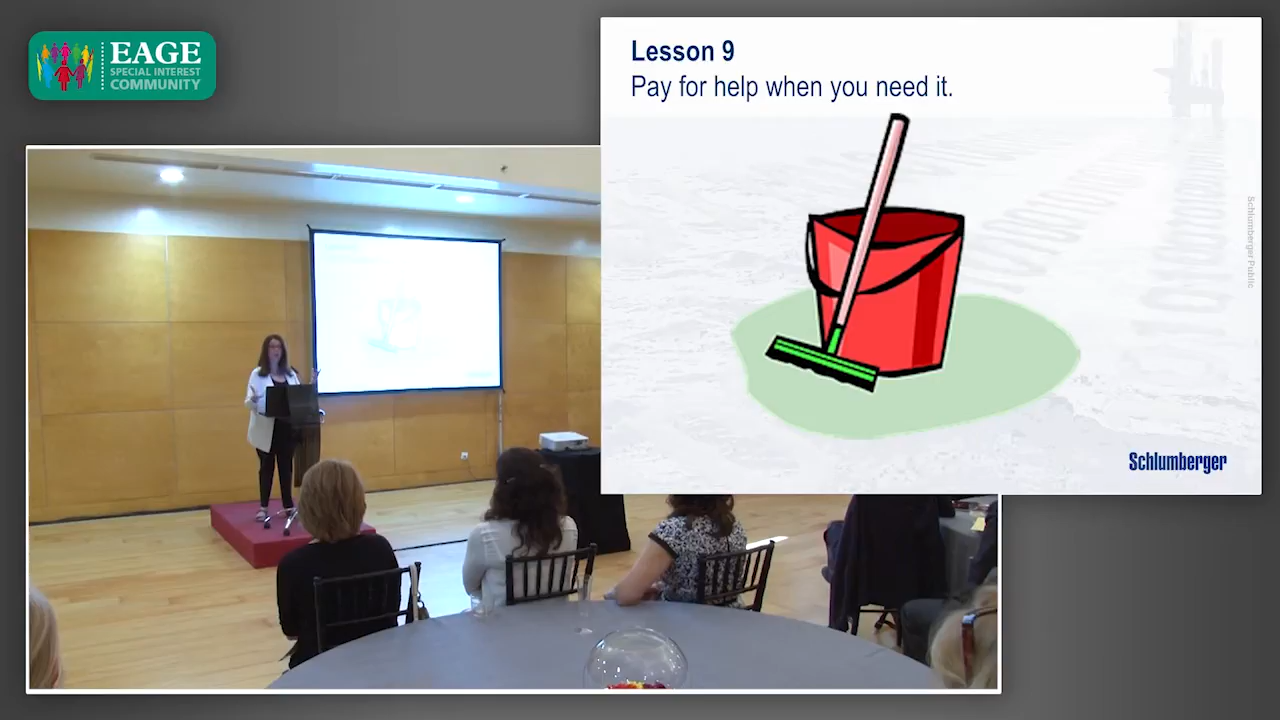 EAGE
SPECIAL INTEREST
COMMUNITY
Lesson 9
Pay for help when you need it.
Schlumberger Public
Schlumberger